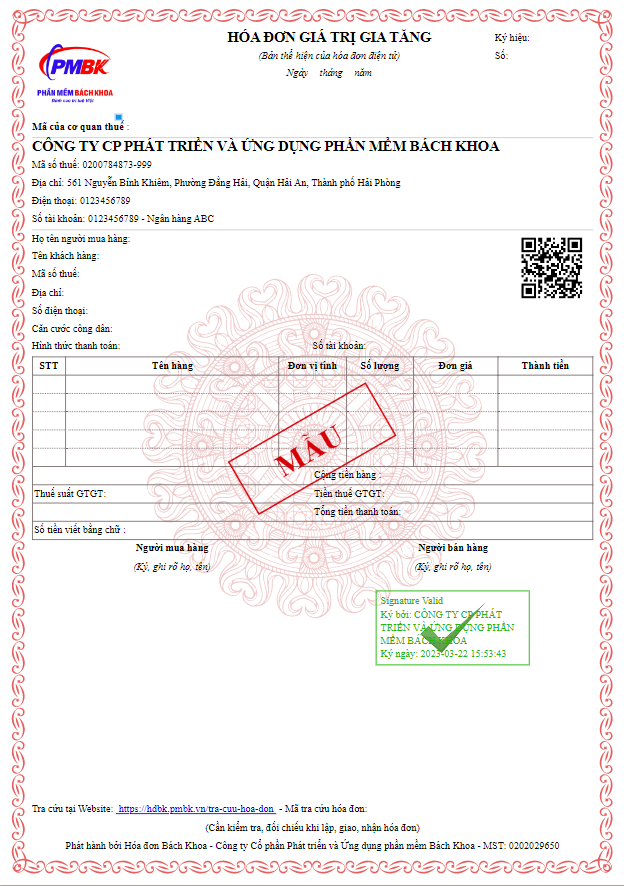 HÓA ĐƠN GIÁ TRỊ GIA TĂNG
(Bản thể hiện của hóa đơn điện tử)
Ngày tháng năm
Ký hiệu:
Số:
PMBK
PHẦN MỀM BÁCH KHOA
Đỉnh cao trí tuệ Việt
Mã của cơ quan thuế :
CÔNG TY CP PHÁT TRIỂN VÀ ỨNG DỤNG PHẦN MỀM BÁCH KHOA
Mã số thuế: 0200784873-999
Địa chỉ: 561 Nguyễn Bỉnh Khiêm, Phường Đằng Hải, Quận Hải An, Thành phố Hải Phòng
Điện thoại: 0123456789
Số tài khoản: 0123456789 - Ngân hàng ABC
Họ tên người mua hàng:
Tên khách hàng:
Mã số thuế:
Địa chỉ:
Số điện thoại:
Căn cước công dân:
Hình thức thanh toán: Số tài khoản:
STT Tên hàng Đơn vị tính Số lượng Đơn giá Thành tiền
MẪU
Cộng tiền hàng :
Thuế suất GTGT: Tiền thuế GTGT:
Tổng tiền thanh toán:
Số tiền viết bằng chữ :
Người mua hàng Người bán hàng
(Ký, ghi rõ họ, tên) (Ký, ghi rõ họ, tên)
Signature Valid
Ký bởi: CÔNG TY CP PHÁT
TRIỂN VÀ ỨNG DỤNG PHẦN
MỀM BÁCH KHOA
Ký ngày: 2023-03-22 15:53:43
Tra cứu tại Website: https://hdbk.pmbk.vn/tra-cuu-hoa-don - Mã tra cứu hóa đơn:
(Cần kiểm tra, đối chiếu khi lập, giao, nhận hóa đơn)
Phát hành bởi Hóa đơn Bách Khoa - Công ty Cổ phần Phát triển và Ứng dụng phần mềm Bách Khoa - MST: 0202029650